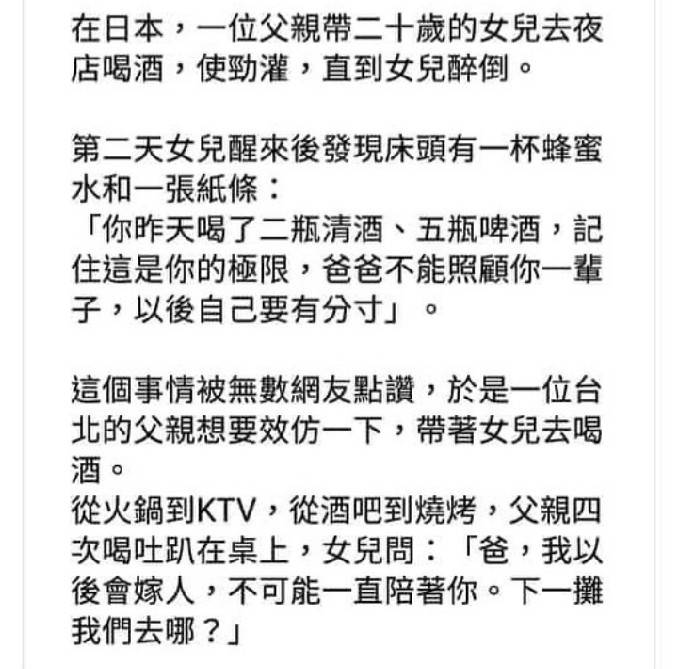 在日本，一位父親帶二十歲的女兒去夜
店喝酒，使勁灌，直到女兒醉倒。
第二天女兒醒來後發現床頭有一杯蜂蜜
水和一張紙條：
「你昨天喝了二瓶清酒、五瓶啤酒，記
住這是你的極限，爸爸不能照顧你一輩
子，以後自己要有分寸」。
這個事情被無數網友點讚，於是一位台
北的父親想要效仿一下，帶著女兒去喝
酒。
從火鍋到KTV，從酒吧到燒烤，父親四
次喝吐趴在桌上，女兒問：「爸，我以
後會嫁人，不可能一直陪著你。下一攤
我們去哪？」